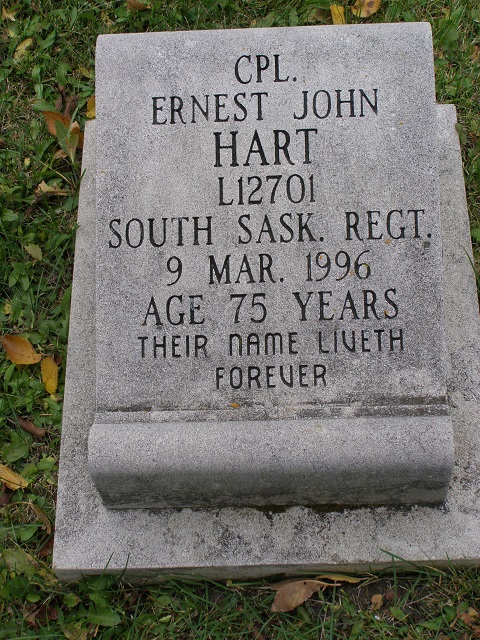 CPL.
ERNEST JOHN
HART
L12701
SOUTH SASK. REGT.
9 MAR. 1996
AGE 75 YEARS
THEIR NAME LIVETH
FOREVER